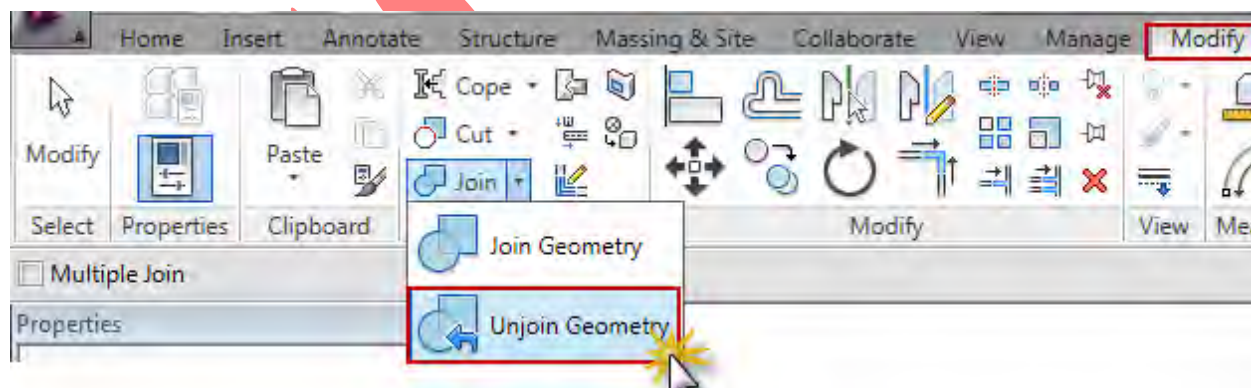 Home Insert Annotate Structure Massing & Site Collaborate View Manage Modify
Cope
Cut
Modify Paste Join
Select Properties Clipboard Modify View Mea
Join Geometry
Multiple Join
Properties
Unjoin Geometry